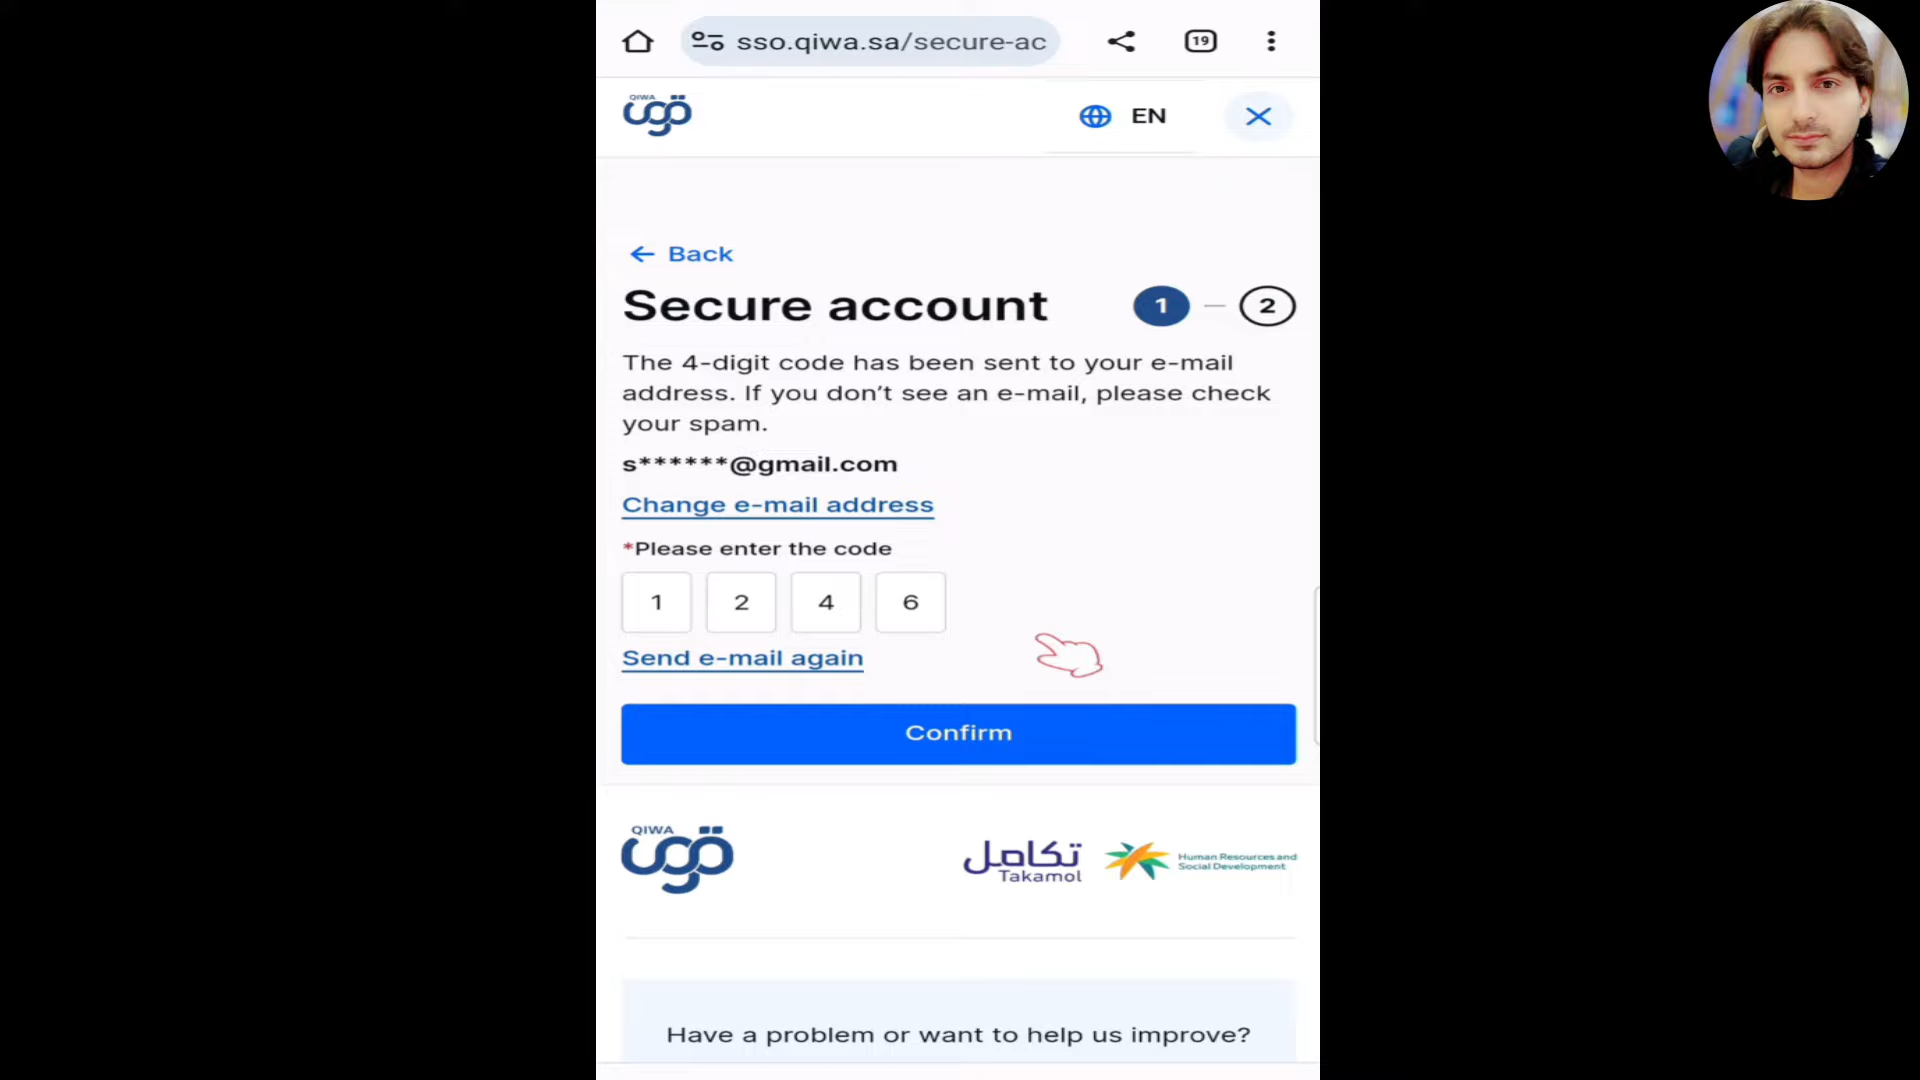 sso.qiwa.sa/secure-ac
19
QIWA
قوى
EN
Back
Secure account
1
2
The 4-digit code has been sent to your e-mail
address. If you don’t see an e-mail, please check
your spam.
s******@gmail.com
Change e-mail address
*Please enter the code
1 2 4 6
Send e-mail again
Confirm
QIWA
قوى
تكامل
Takamol
Human Resources and
Social Development
Have a problem or want to help us improve?